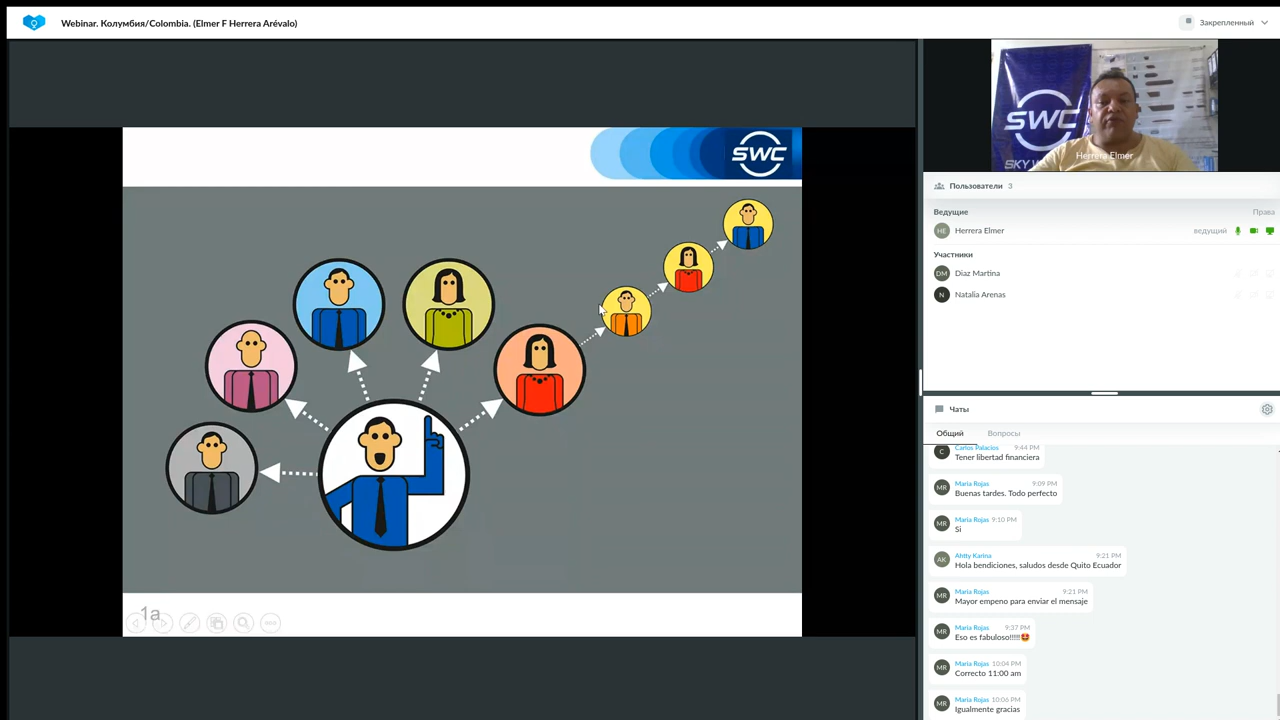 Webinar. Колумбия/Colombia. (Elmer F Herrera Arévalo)
Закрепленный
SWC
1a
SWC
SKY
Herrera Elmer
Пользователи 3
Ведущие Права
HE Herrera Elmer ведущий
Участники
DM Diaz Martina
N Natalia Arenas
Чаты
Общий Вопросы
C Carlos Palacios 9:44 PM
Tener libertad financiera
MR Maria Rojas 9:09 PM
Buenas tardes. Todo perfecto
MR Maria Rojas 9:10 PM
Si
AK Ahtty Karina 9:21 PM
Hola bendiciones, saludos desde Quito Ecuador
MR Maria Rojas 9:21 PM
Mayor empeno para enviar el mensaje
MR Maria Rojas 9:37 PM
Eso es fabuloso!!!!!🤩
MR Maria Rojas 10:04 PM
Correcto 11:00 am
MR Maria Rojas 10:06 PM
Igualmente gracias